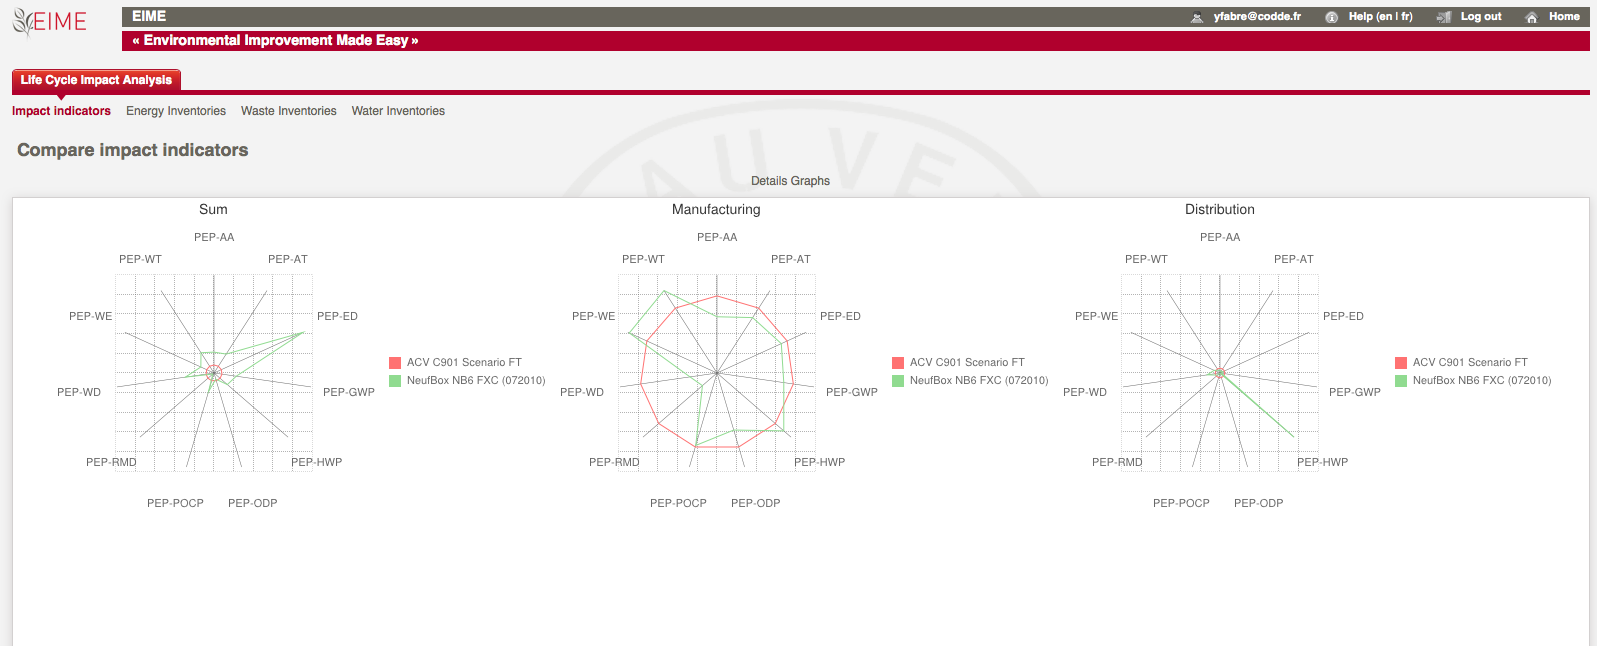 EIME
EIME
yfabre@codde.fr Help (en | fr) Log out Home
« Environmental Improvement Made Easy »
Life Cycle Impact Analysis
Impact indicators Energy Inventories Waste Inventories Water Inventories
Compare impact indicators
AUVE
Details Graphs
Sum
PEP-AA
PEP-WT
PEP-AT
PEP-WE
PEP-ED
PEP-WD
PEP-GWP
PEP-RMD
PEP-HWP
PEP-POCP
PEP-ODP
ACV C901 Scenario FT
NeufBox NB6 FXC (072010)
Manufacturing
PEP-AA
PEP-WT
PEP-AT
PEP-WE
PEP-ED
PEP-WD
PEP-GWP
PEP-RMD
PEP-HWP
PEP-POCP
PEP-ODP
ACV C901 Scenario FT
NeufBox NB6 FXC (072010)
Distribution
PEP-AA
PEP-WT
PEP-AT
PEP-WE
PEP-ED
PEP-WD
PEP-GWP
PEP-RMD
PEP-HWP
PEP-POCP
PEP-ODP
ACV C901 Scenario FT
NeufBox NB6 FXC (072010)